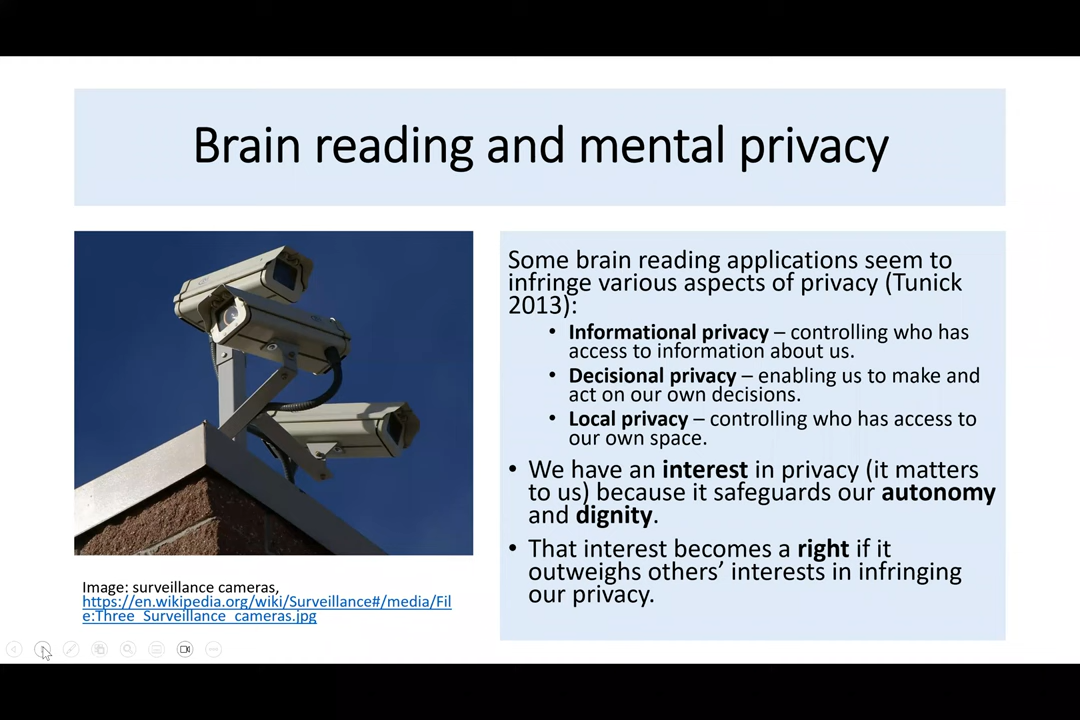 Brain reading and mental privacy
Some brain reading applications seem to
infringe various aspects of privacy (Tunick
2013):
• Informational privacy – controlling who has
access to information about us.
• Decisional privacy – enabling us to make and
act on our own decisions.
• Local privacy – controlling who has access to
our own space.
• We have an interest in privacy (it matters
to us) because it safeguards our autonomy
and dignity.
• That interest becomes a right if it
outweighs others’ interests in infringing
our privacy.
Image: surveillance cameras,
https://en.wikipedia.org/wiki/Surveillance#/media/Fil
e:Three_Surveillance_cameras.jpg